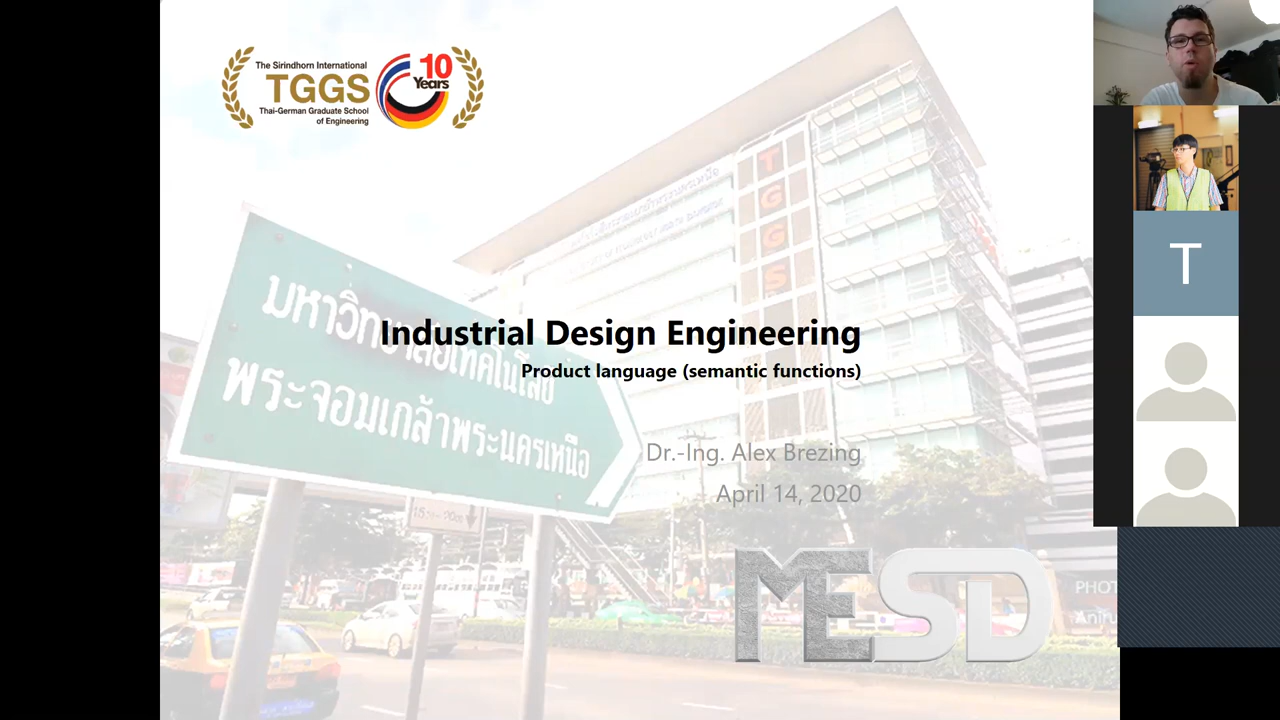 The Sirindhorn International
TGGS
Thai-German Graduate School
of Engineering
10
Years
TGGS
มหาวิทยาลัยเทคโนโลยี
พระจอมเกล้าพระนครเหนือ
Industrial Design Engineering
Product language (semantic functions)
Dr.-Ing. Alex Brezing
April 14, 2020
MESD
T